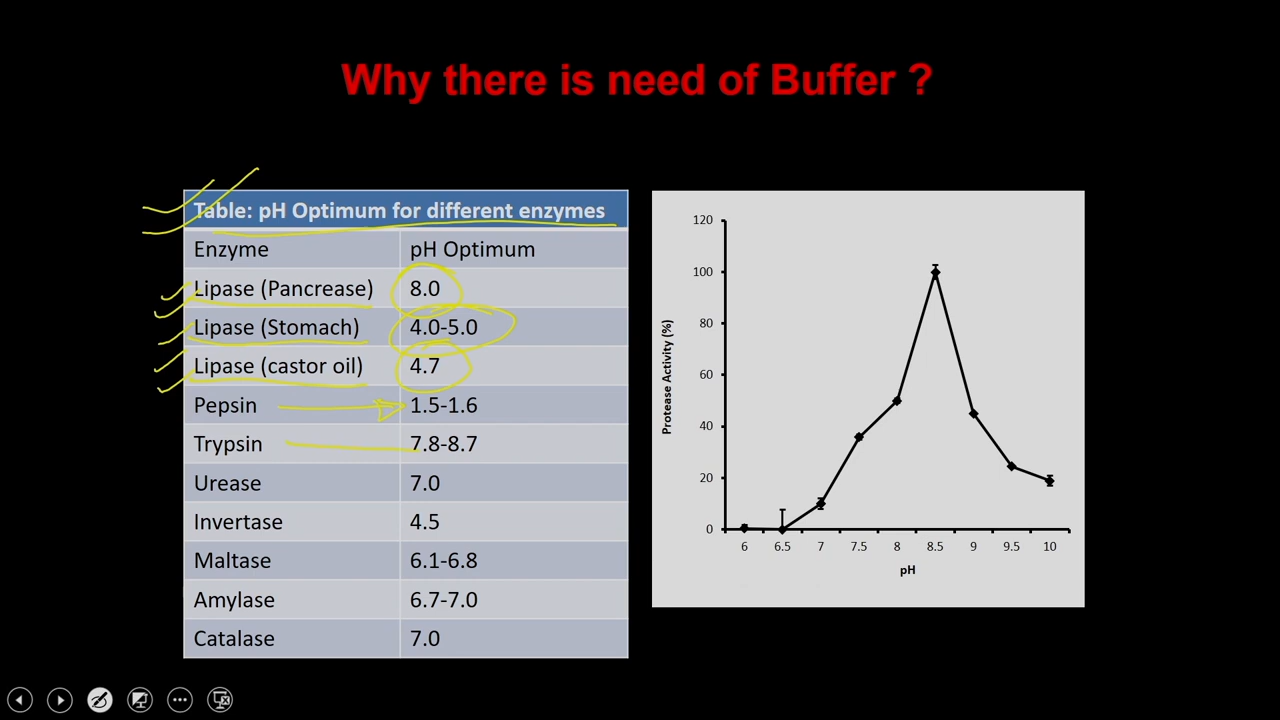 Why there is need of Buffer ?
Table: pH Optimum for different enzymes
Enzyme pH Optimum
Lipase (Pancrease) 8.0
Lipase (Stomach) 4.0-5.0
Lipase (castor oil) 4.7
Pepsin 1.5-1.6
Trypsin 7.8-8.7
Urease 7.0
Invertase 4.5
Maltase 6.1-6.8
Amylase 6.7-7.0
Catalase 7.0
Protease Activity (%)
120
100
80
60
40
20
0
6 6.5 7 7.5 8 8.5 9 9.5 10
pH